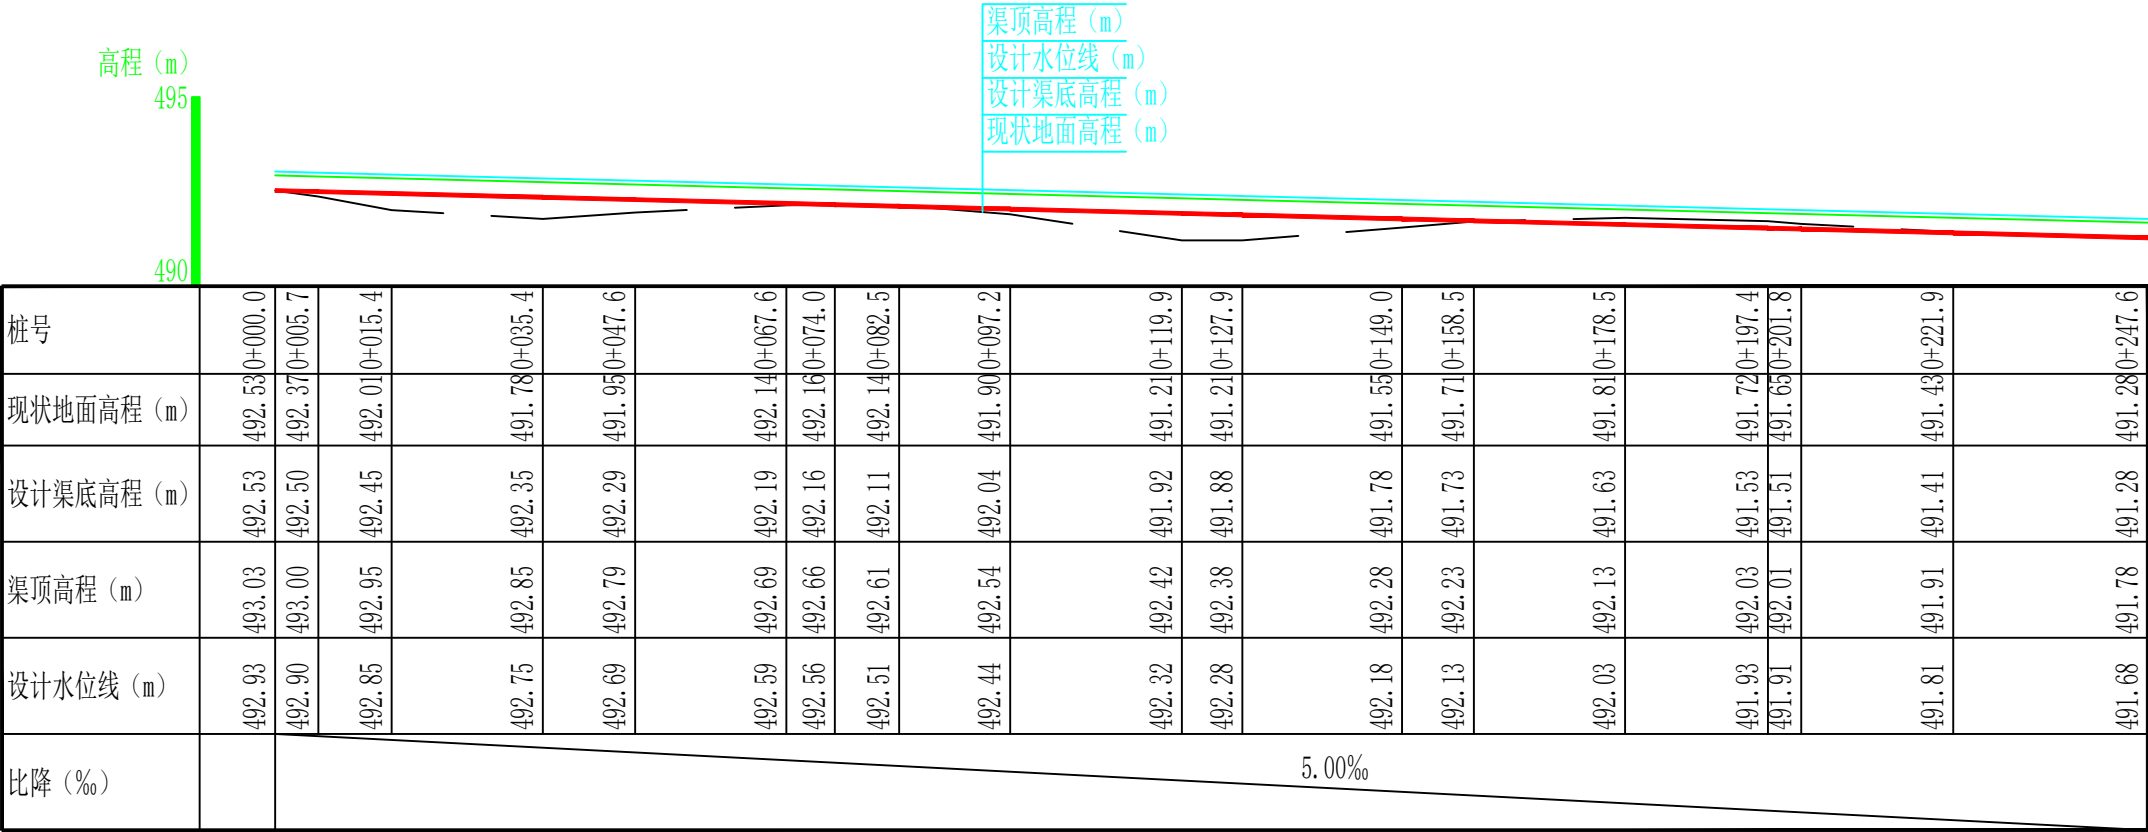 渠顶高程（m）
设计水位线（m）
设计渠底高程（m）
现状地面高程（m）
高程（m）
495
490
桩号 0+000.0 0+005.7 0+015.4 0+035.4 0+047.6 0+067.6 0+074.0 0+082.5 0+097.2 0+119.9 0+127.9 0+149.0 0+158.5 0+178.5 0+197.4 0+201.8 0+221.9 0+247.6
现状地面高程（m） 492.53 492.37 492.01 491.78 491.95 492.14 492.16 492.14 491.90 491.21 491.21 491.55 491.71 491.81 491.72 491.65 491.43 491.28
设计渠底高程（m） 492.53 492.50 492.45 492.35 492.29 492.19 492.16 492.11 492.04 491.92 491.88 491.78 491.73 491.63 491.53 491.51 491.41 491.28
渠顶高程（m） 493.03 493.00 492.95 492.85 492.79 492.69 492.66 492.61 492.54 492.42 492.38 492.28 492.23 492.13 492.03 492.01 491.91 491.78
设计水位线（m） 492.93 492.90 492.85 492.75 492.69 492.59 492.56 492.51 492.44 492.32 492.28 492.18 492.13 492.03 491.93 491.91 491.81 491.68
比降（‰） 5.00‰